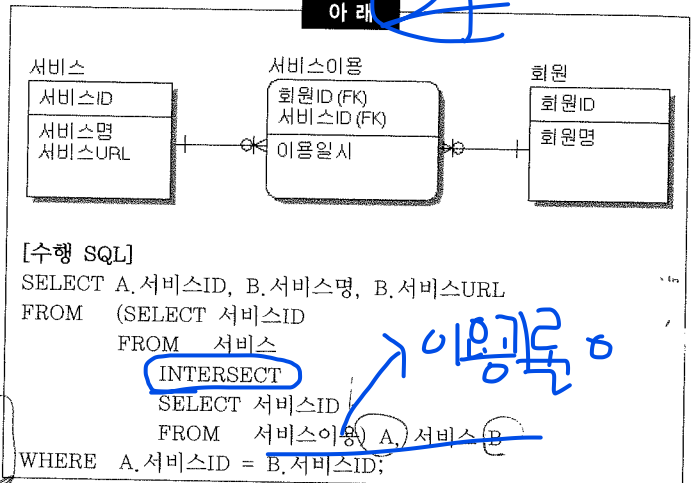 아 래
서비스
서비스ID
서비스명
서비스URL
서비스이용
회원ID (FK)
서비스ID (FK)
이용일시
회원
회원ID
회원명
[수행 SQL]
SELECT A.서비스ID, B.서비스명, B.서비스URL
FROM (SELECT 서비스ID
FROM 서비스
INTERSECT
SELECT 서비스ID
FROM 서비스이용) A, 서비스 B
WHERE A.서비스ID = B.서비스ID;
이용기록 o